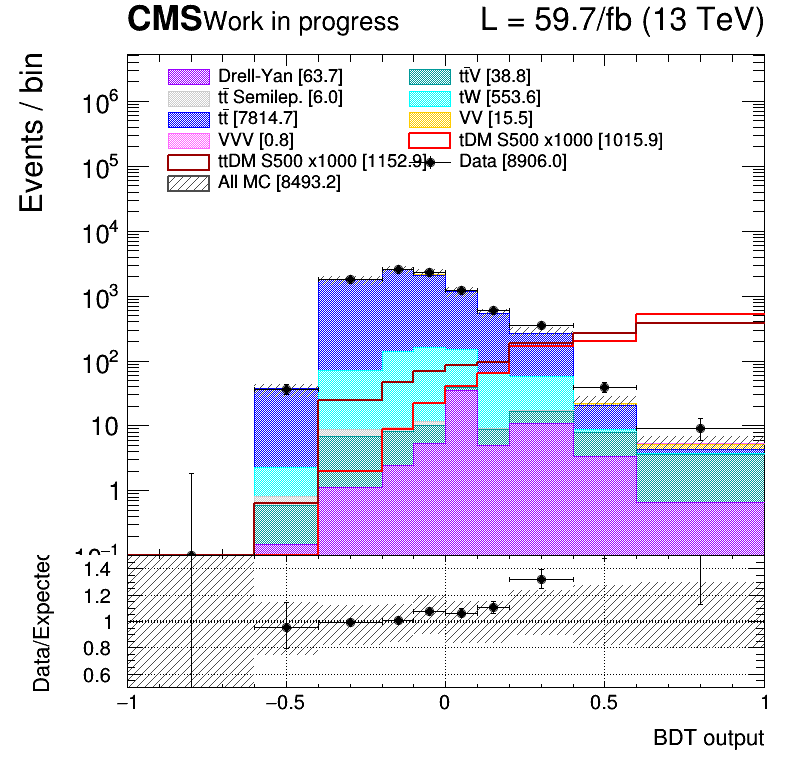 CMS Work in progress L = 59.7/fb (13 TeV)
Events / bin
Drell-Yan [63.7] tt̄V [38.8]
tt̄ Semilep. [6.0] tW [553.6]
tt̄ [7814.7] VV [15.5]
VVV [0.8] tDM S500 x1000 [1015.9]
ttDM S500 x1000 [1152.9] Data [8906.0]
All MC [8493.2]
10⁶
10⁵
10⁴
10³
10²
10
1
10⁻¹
Data/Expected
1.4
1.2
1
0.8
0.6
−1 −0.5 0 0.5 1
BDT output